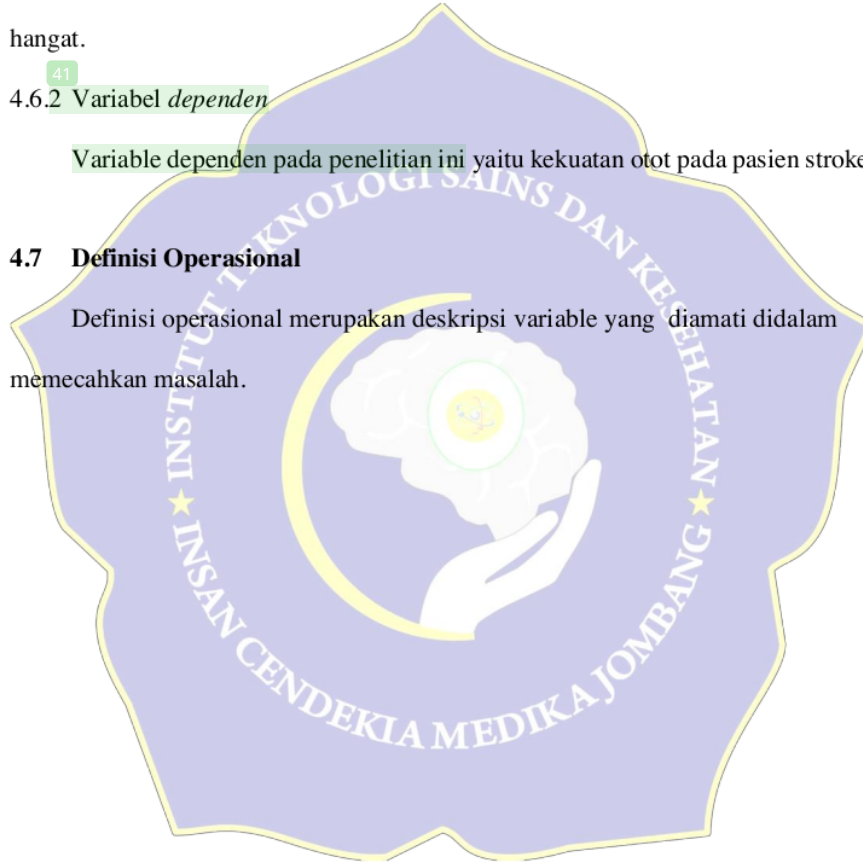 hangat.
41
4.6.2 Variabel dependen
Variable dependen pada penelitian ini yaitu kekuatan otot pada pasien stroke
4.7 Definisi Operasional
Definisi operasional merupakan deskripsi variable yang diamati didalam
memecahkan masalah.
INSTITUT TEKNOLOGI SAINS DAN KESEHATAN
INSAN CENDEKIA MEDIKA JOMBANG